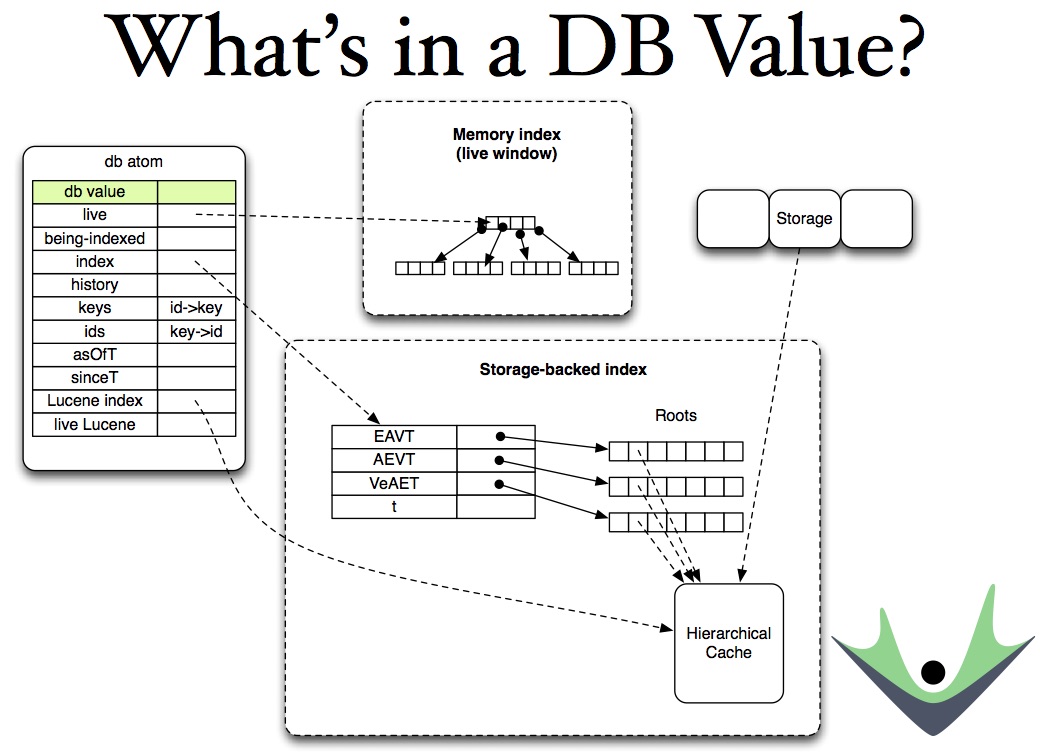 What's in a DB Value?
db atom
db value
live
being-indexed
index
history
keys id->key
ids key->id
asOfT
sinceT
Lucene index
live Lucene
Memory index
(live window)
Storage
Storage-backed index
Roots
EAVT
AEVT
VeAET
t
Hierarchical
Cache